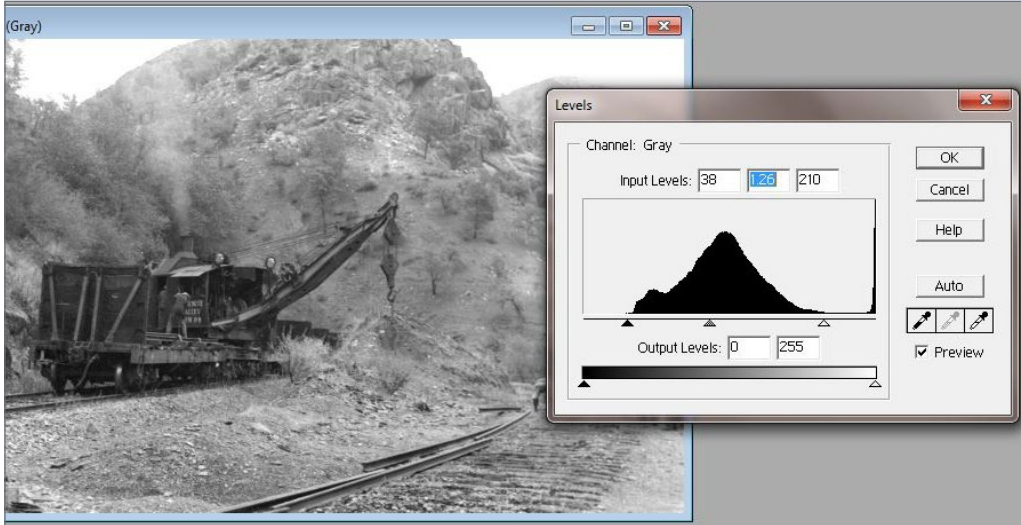 (Gray)
Levels
Channel: Gray
Input Levels: 38 1.26 210
Output Levels: 0 255
OK
Cancel
Help
Auto
Preview